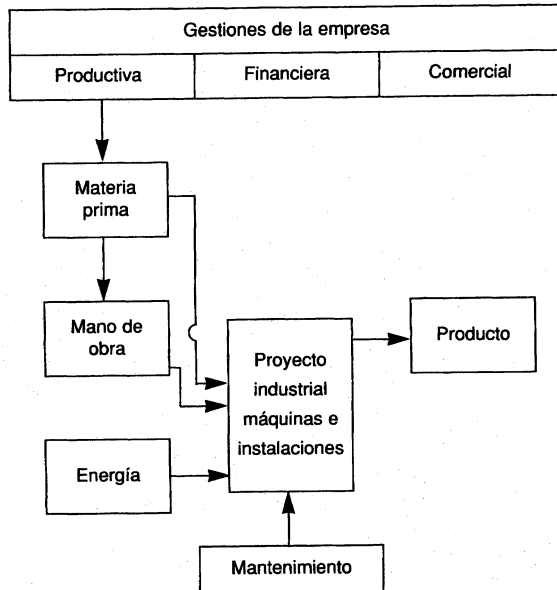 Gestiones de la empresa
Productiva
Financiera
Comercial
Materia
prima
Mano de
obra
Proyecto
industrial
máquinas e
instalaciones
Producto
Energía
Mantenimiento